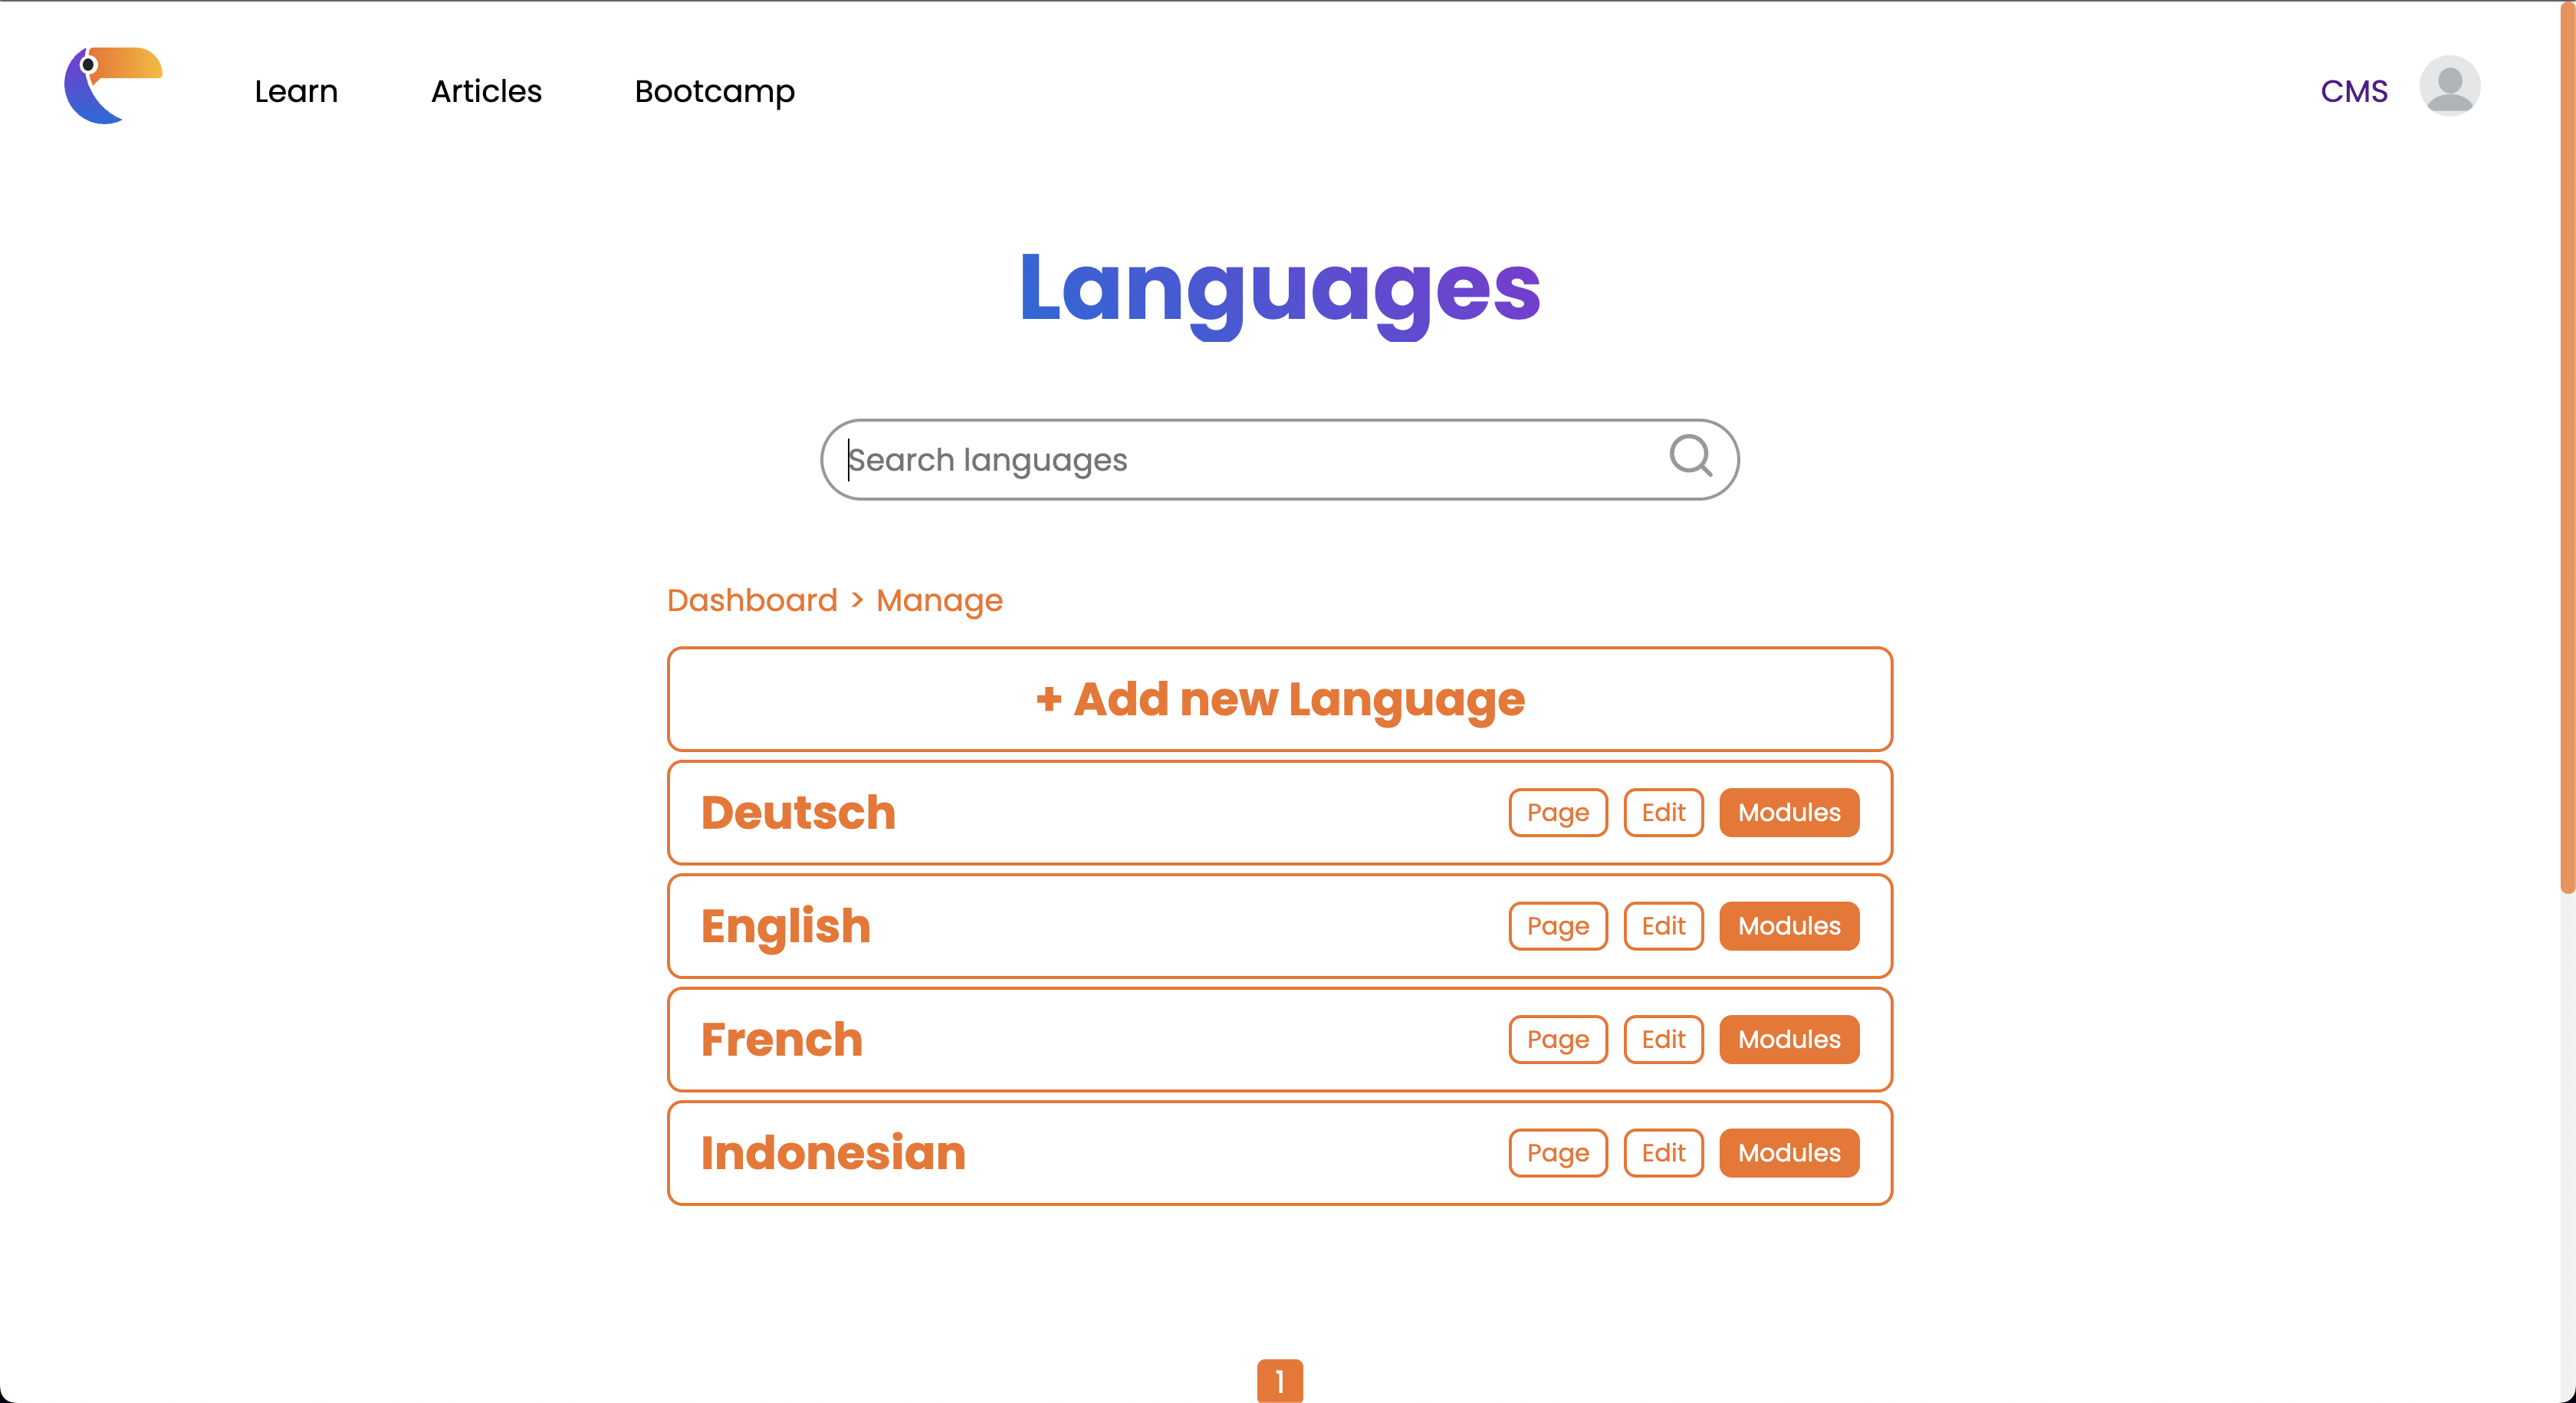 Learn Articles Bootcamp CMS
Languages
Search languages
Dashboard > Manage
+ Add new Language
Deutsch Page Edit Modules
English Page Edit Modules
French Page Edit Modules
Indonesian Page Edit Modules
1